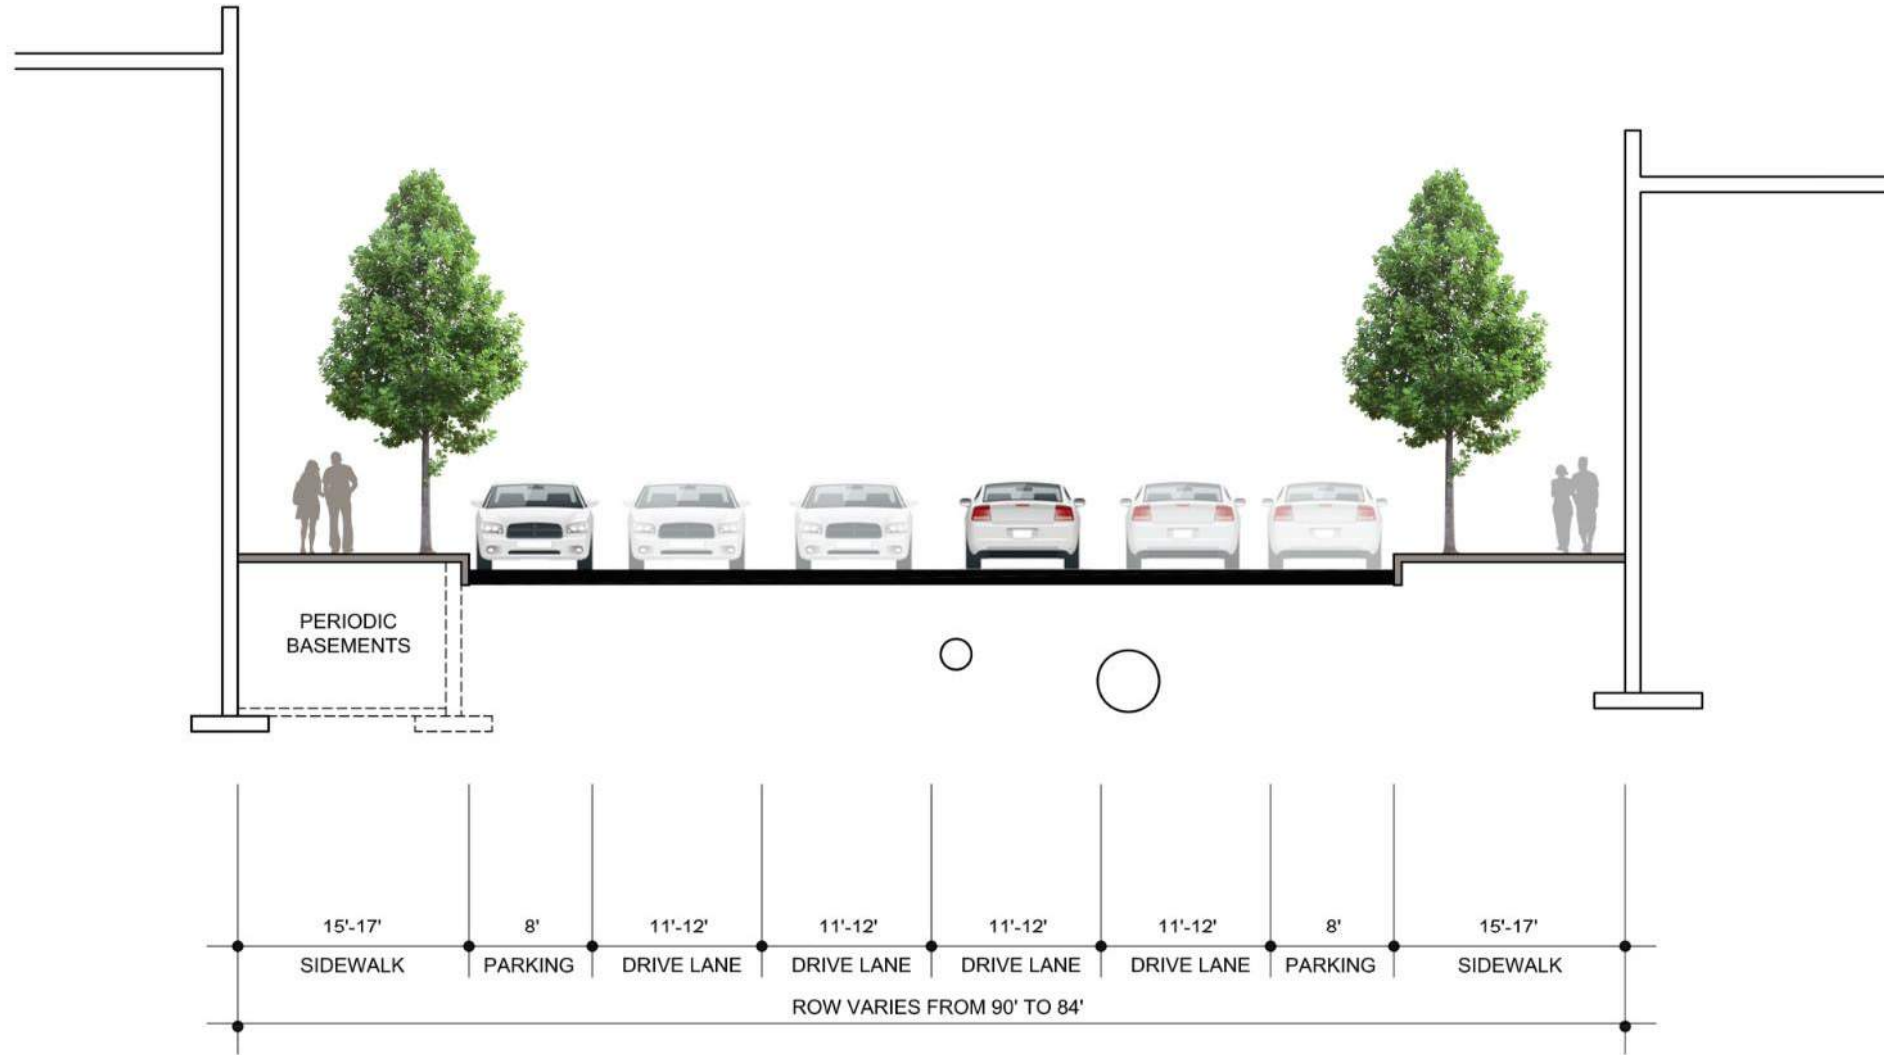 PERIODIC
BASEMENTS
15'-17' 8' 11'-12' 11'-12' 11'-12' 11'-12' 8' 15'-17'
SIDEWALK PARKING DRIVE LANE DRIVE LANE DRIVE LANE DRIVE LANE PARKING SIDEWALK
ROW VARIES FROM 90' TO 84'